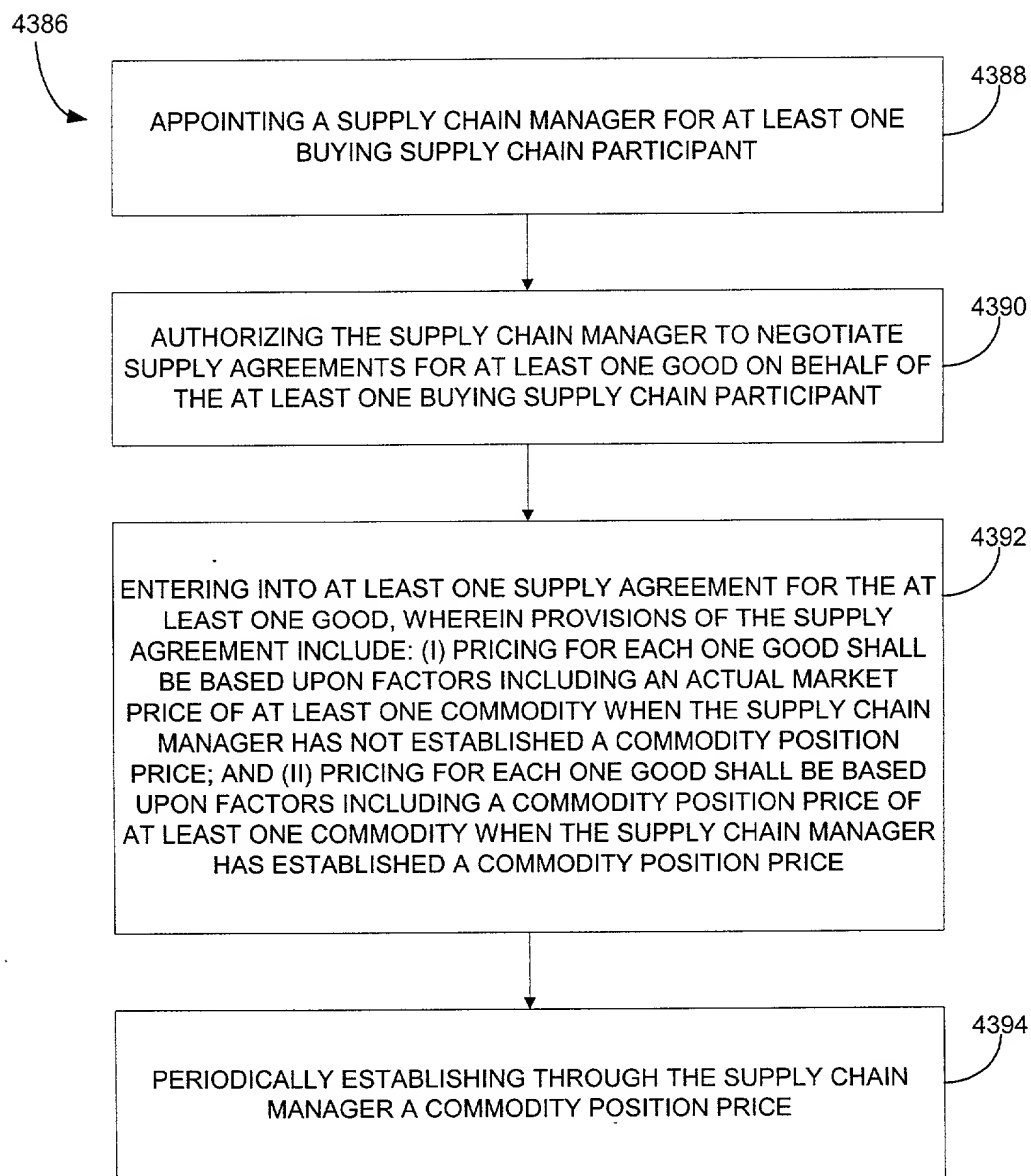 4386
4388
APPOINTING A SUPPLY CHAIN MANAGER FOR AT LEAST ONE
BUYING SUPPLY CHAIN PARTICIPANT
4390
AUTHORIZING THE SUPPLY CHAIN MANAGER TO NEGOTIATE
SUPPLY AGREEMENTS FOR AT LEAST ONE GOOD ON BEHALF OF
THE AT LEAST ONE BUYING SUPPLY CHAIN PARTICIPANT
4392
ENTERING INTO AT LEAST ONE SUPPLY AGREEMENT FOR THE AT
LEAST ONE GOOD, WHEREIN PROVISIONS OF THE SUPPLY
AGREEMENT INCLUDE: (I) PRICING FOR EACH ONE GOOD SHALL
BE BASED UPON FACTORS INCLUDING AN ACTUAL MARKET
PRICE OF AT LEAST ONE COMMODITY WHEN THE SUPPLY CHAIN
MANAGER HAS NOT ESTABLISHED A COMMODITY POSITION
PRICE; AND (II) PRICING FOR EACH ONE GOOD SHALL BE BASED
UPON FACTORS INCLUDING A COMMODITY POSITION PRICE OF
AT LEAST ONE COMMODITY WHEN THE SUPPLY CHAIN MANAGER
HAS ESTABLISHED A COMMODITY POSITION PRICE
4394
PERIODICALLY ESTABLISHING THROUGH THE SUPPLY CHAIN
MANAGER A COMMODITY POSITION PRICE